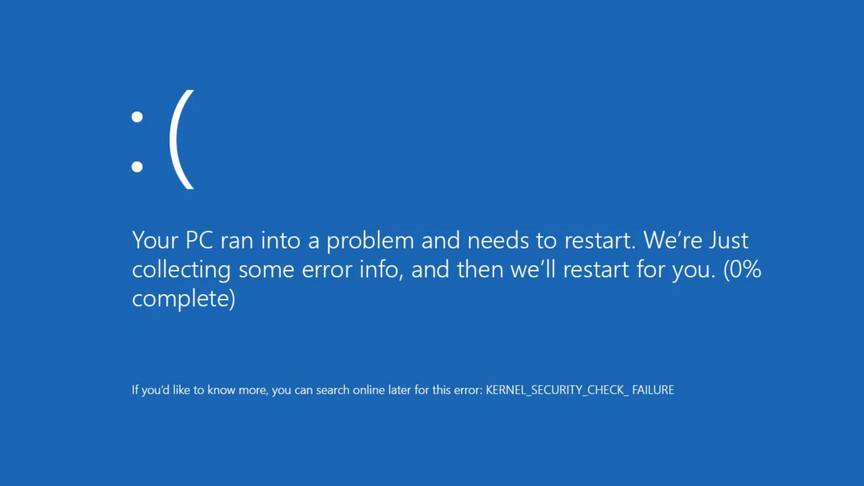 :(
Your PC ran into a problem and needs to restart. We’re Just
collecting some error info, and then we’ll restart for you. (0%
complete)
If you’d like to know more, you can search online later for this error: KERNEL_SECURITY_CHECK_ FAILURE